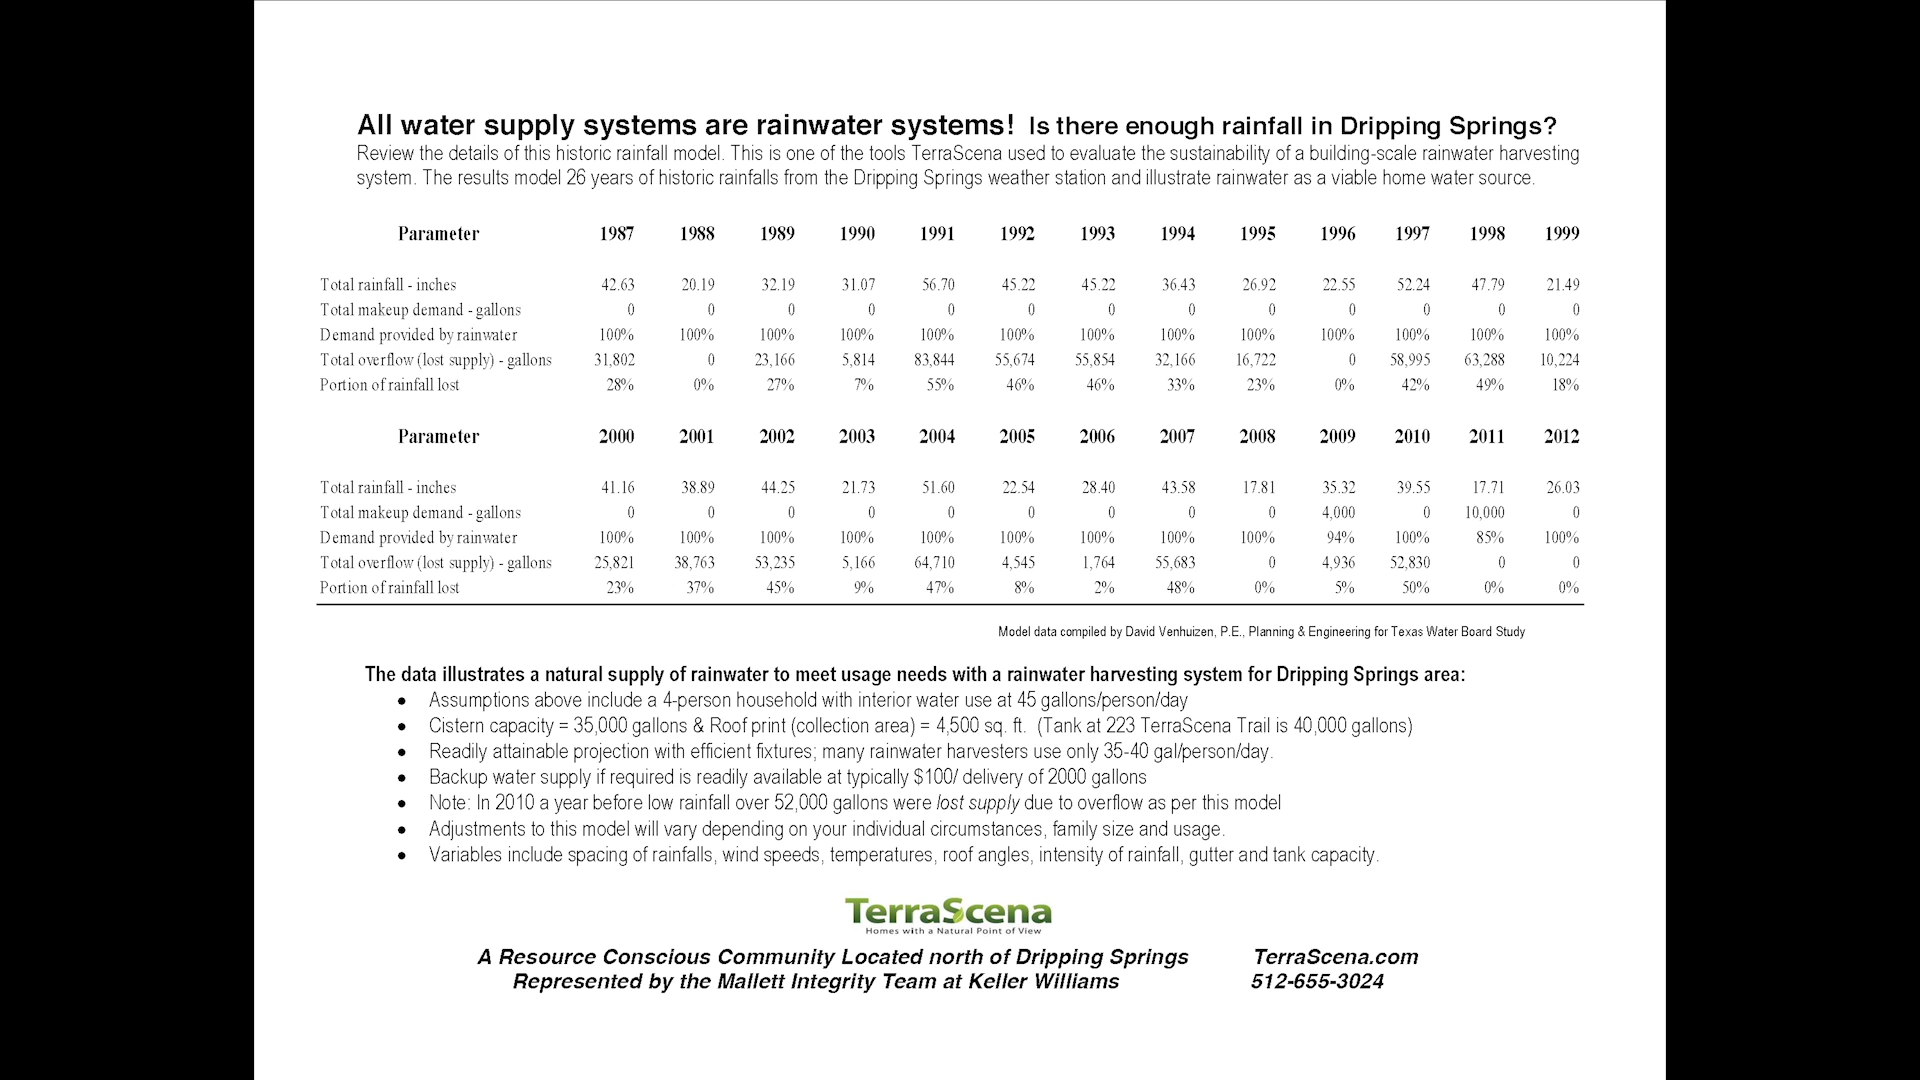 All water supply systems are rainwater systems! Is there enough rainfall in Dripping Springs?
Review the details of this historic rainfall model. This is one of the tools TerraScena used to evaluate the sustainability of a building-scale rainwater harvesting
system. The results model 26 years of historic rainfalls from the Dripping Springs weather station and illustrate rainwater as a viable home water source.
Parameter 1987 1988 1989 1990 1991 1992 1993 1994 1995 1996 1997 1998 1999
Total rainfall - inches 42.63 20.19 32.19 31.07 56.70 45.22 45.22 36.43 26.92 22.55 52.24 47.79 21.49
Total makeup demand - gallons 0 0 0 0 0 0 0 0 0 0 0 0 0
Demand provided by rainwater 100% 100% 100% 100% 100% 100% 100% 100% 100% 100% 100% 100% 100%
Total overflow (lost supply) - gallons 31,802 0 23,166 5,814 83,844 55,674 55,854 32,166 16,722 0 58,995 63,288 10,224
Portion of rainfall lost 28% 0% 27% 7% 55% 46% 46% 33% 23% 0% 42% 49% 18%
Parameter 2000 2001 2002 2003 2004 2005 2006 2007 2008 2009 2010 2011 2012
Total rainfall - inches 41.16 38.89 44.25 21.73 51.60 22.54 28.40 43.58 17.81 35.32 39.55 17.71 26.03
Total makeup demand - gallons 0 0 0 0 0 0 0 0 0 4,000 0 10,000 0
Demand provided by rainwater 100% 100% 100% 100% 100% 100% 100% 100% 100% 94% 100% 85% 100%
Total overflow (lost supply) - gallons 25,821 38,763 53,235 5,166 64,710 4,545 1,764 55,683 0 4,936 52,830 0 0
Portion of rainfall lost 23% 37% 45% 9% 47% 8% 2% 48% 0% 5% 50% 0% 0%
Model data compiled by David Venhuizen, P.E., Planning & Engineering for Texas Water Board Study
The data illustrates a natural supply of rainwater to meet usage needs with a rainwater harvesting system for Dripping Springs area:
• Assumptions above include a 4-person household with interior water use at 45 gallons/person/day
• Cistern capacity = 35,000 gallons & Roof print (collection area) = 4,500 sq. ft. (Tank at 223 TerraScena Trail is 40,000 gallons)
• Readily attainable projection with efficient fixtures; many rainwater harvesters use only 35-40 gal/person/day.
• Backup water supply if required is readily available at typically $100/ delivery of 2000 gallons
• Note: In 2010 a year before low rainfall over 52,000 gallons were lost supply due to overflow as per this model
• Adjustments to this model will vary depending on your individual circumstances, family size and usage.
• Variables include spacing of rainfalls, wind speeds, temperatures, roof angles, intensity of rainfall, gutter and tank capacity.
TerraScena
Homes with a Natural Point of View
A Resource Conscious Community Located north of Dripping Springs TerraScena.com
Represented by the Mallett Integrity Team at Keller Williams 512-655-3024